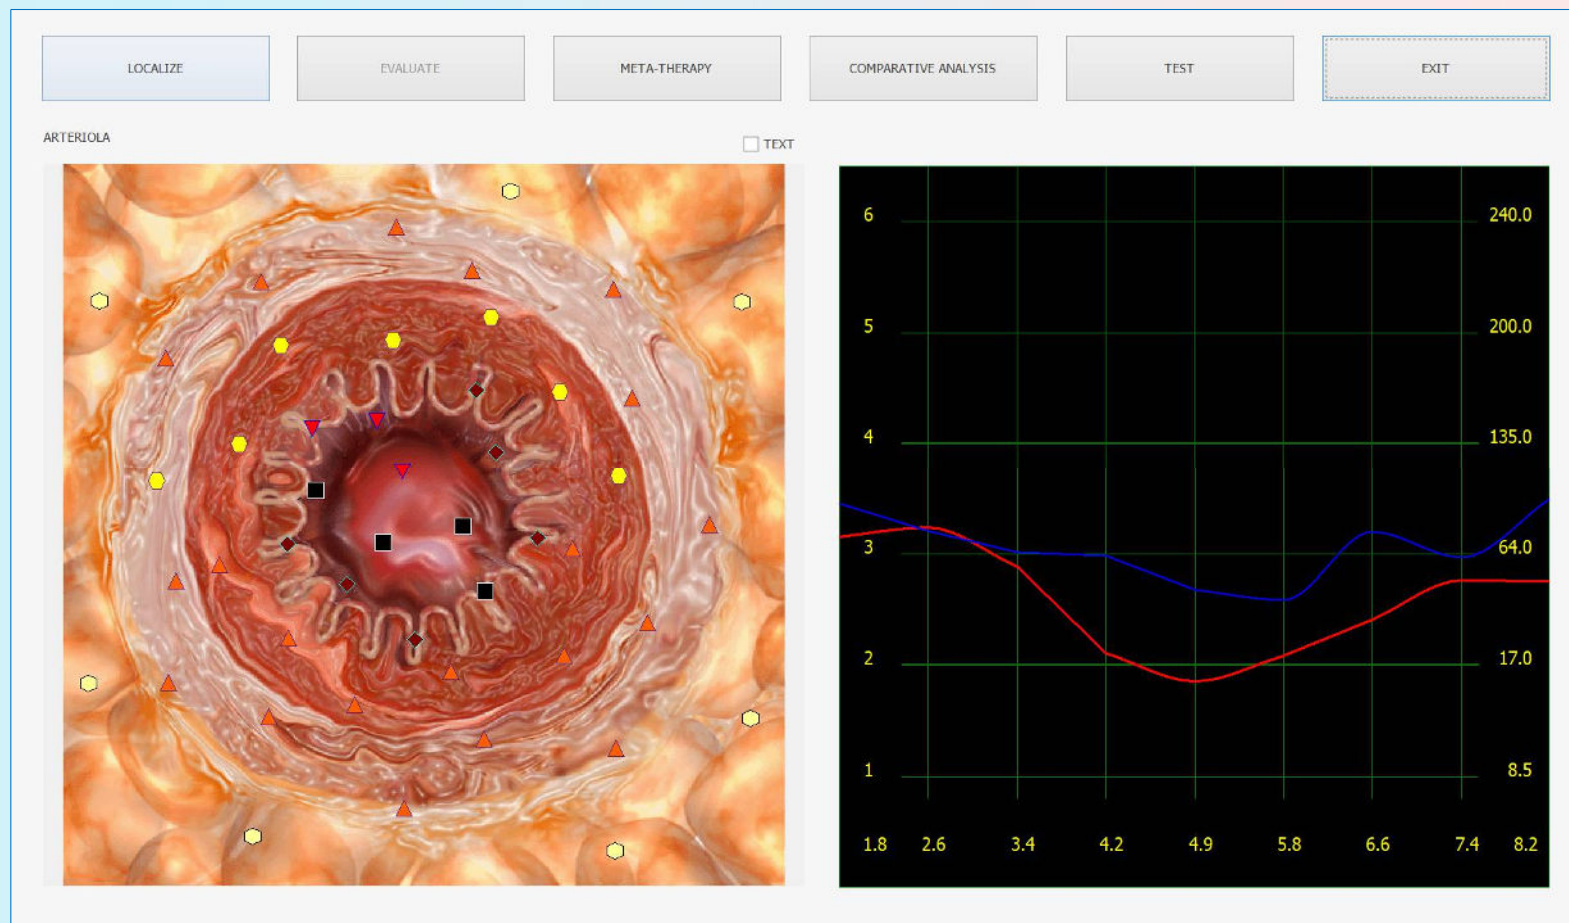 LOCALIZE
EVALUATE
META-THERAPY
COMPARATIVE ANALYSIS
TEST
EXIT
ARTERIOLA
TEXT
6 240.0
5 200.0
4 135.0
3 64.0
2 17.0
1 8.5
1.8 2.6 3.4 4.2 4.9 5.8 6.6 7.4 8.2